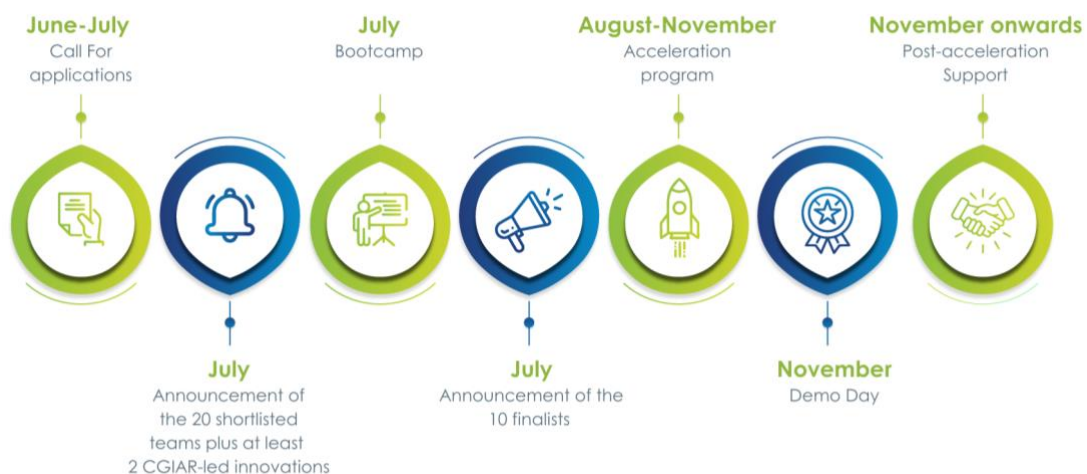 June-July
Call For
applications
July
Announcement of
the 20 shortlisted
teams plus at least
2 CGIAR-led innovations
July
Bootcamp
July
Announcement of the
10 finalists
August-November
Acceleration
program
November
Demo Day
November onwards
Post-acceleration
Support